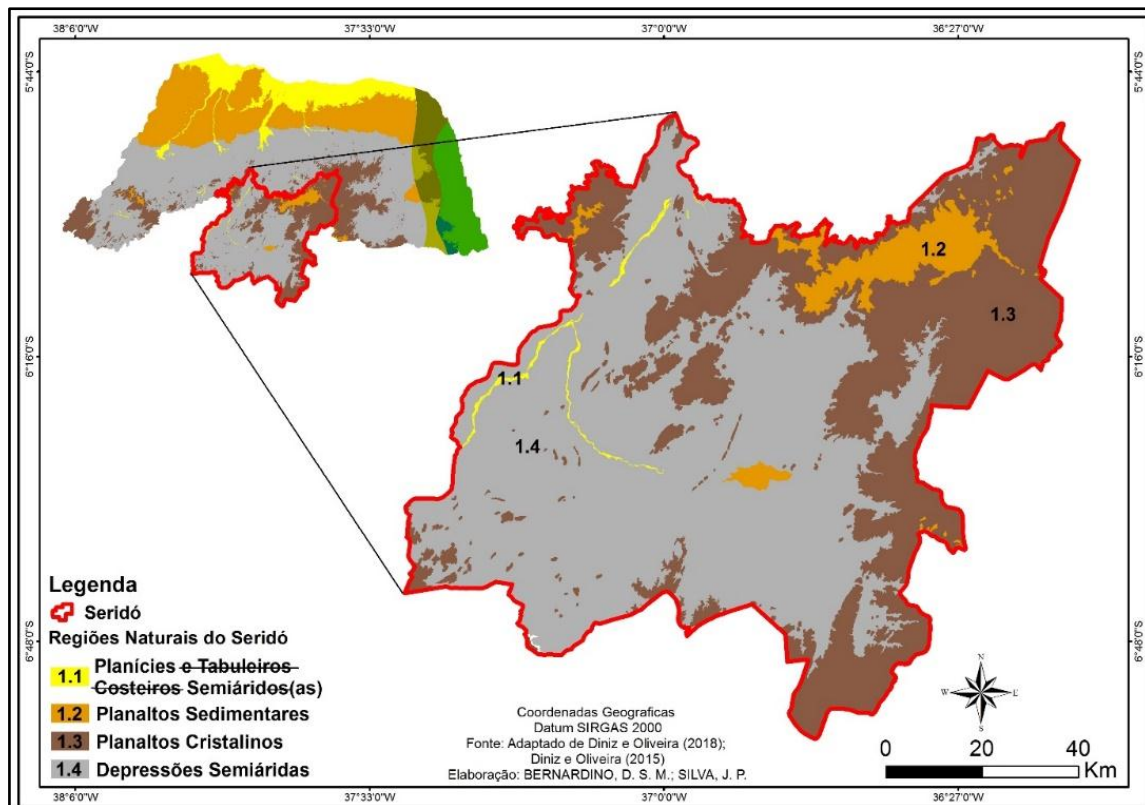 38°6'0"W 37°33'0"W 37°0'0"W 36°27'0"W
5°44'0"S 5°44'0"S
1.2
1.3
6°16'0"S 6°16'0"S
1.1
1.4
Legenda
Seridó
Regiões Naturais do Seridó
1.1 Planícies e Tabuleiros
Costeiros Semiáridos(as)
1.2 Planaltos Sedimentares
1.3 Planaltos Cristalinos
1.4 Depressões Semiáridas
6°48'0"S 6°48'0"S
Coordenadas Geograficas
Datum SIRGAS 2000
Fonte: Adaptado de Diniz e Oliveira (2018);
Diniz e Oliveira (2015)
Elaboração: BERNARDINO, D. S. M.; SILVA, J. P.
N
W E
S
0 20 40
Km
38°6'0"W 37°33'0"W 37°0'0"W 36°27'0"W